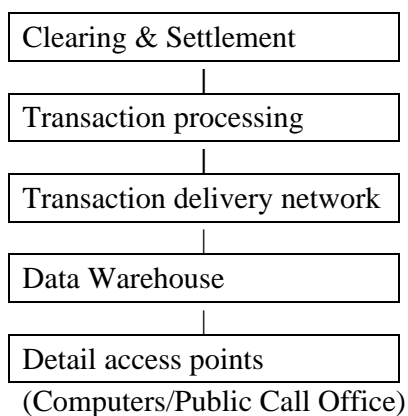 Clearing & Settlement
Transaction processing
Transaction delivery network
Data Warehouse
Detail access points
(Computers/Public Call Office)